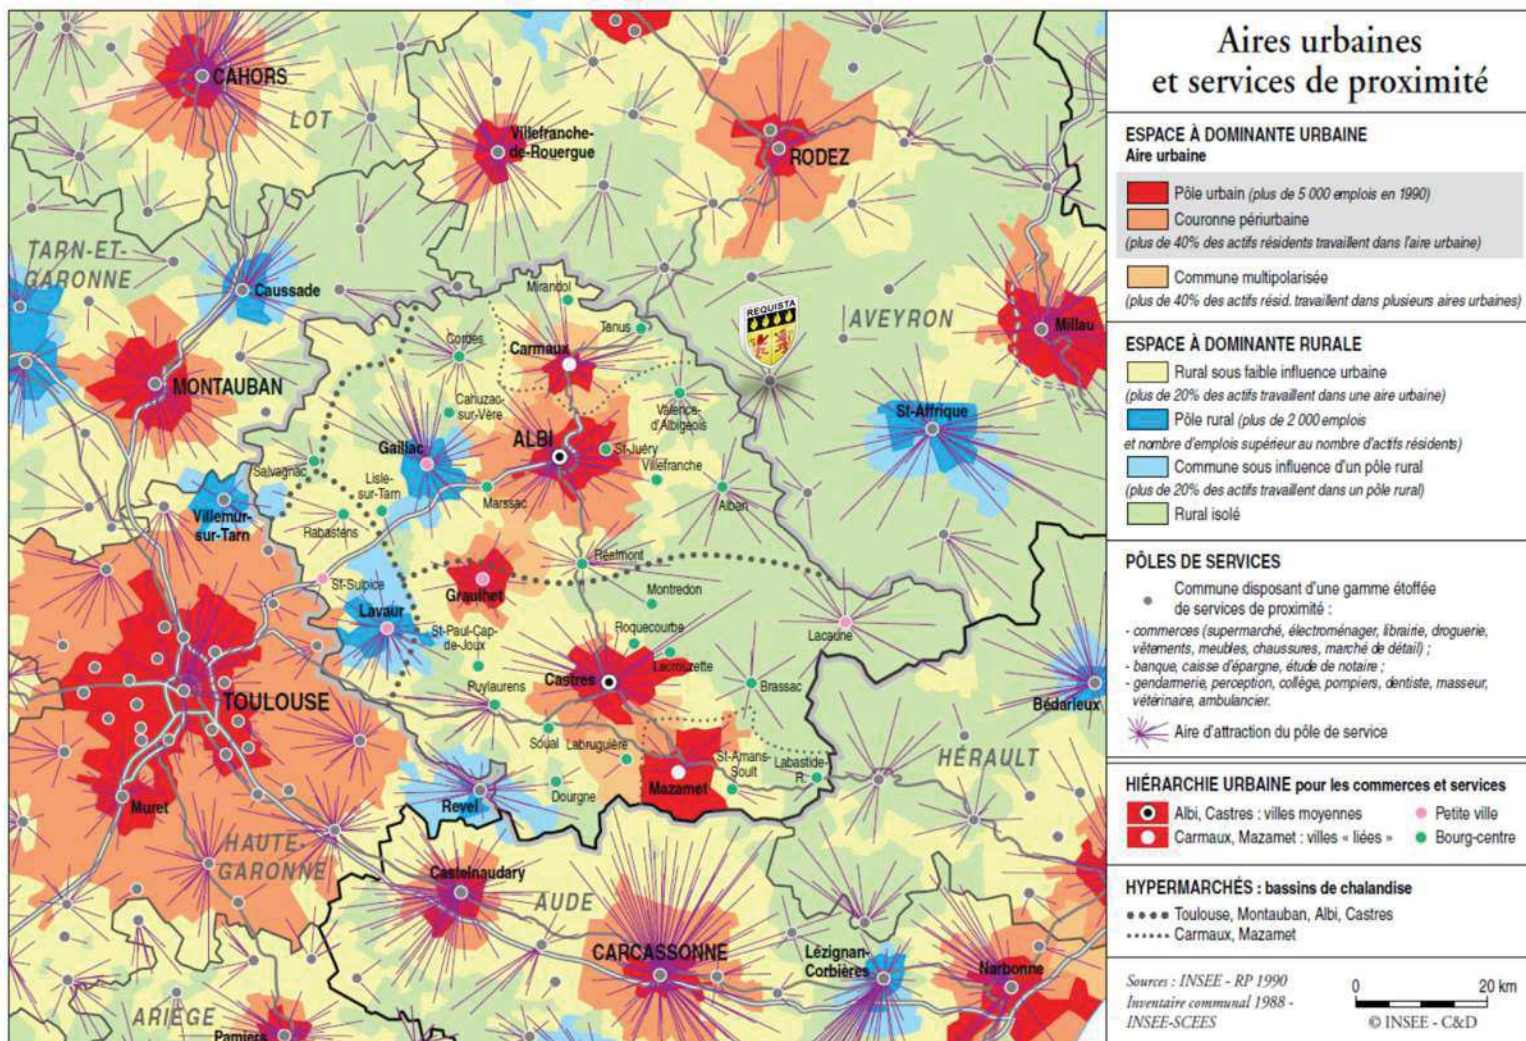 CAHORS
LOT
Villefranche-
de-Rouergue
RODEZ
TARN-ET-
GARONNE
Caussade
Mirandol
REQUISTA
AVEYRON
Tanus
Millau
Cordes
Carmaux
MONTAUBAN
Cahuzac-
sur-Vère
Valence-
d'Albigeois
St-Affrique
ALBI
Gaillac
St-Juéry
Villefranche
Salvagnac
Lisle-
sur-Tarn
Marssac
Alban
Villemur-
sur-Tarn
Rabastens
Réalmont
St-Sulpice
Graulhet
Montredon
Lavaur
St-Paul-Cap-
de-Joux
Roquecourbe
Lacaune
Lacrouzette
Castres
Brassac
TOULOUSE
Puylaurens
Bédarieux
Soual
Labruguière
St-Amans-
Soult
Labastide-
R.
HÉRAULT
Mazamet
Dourgne
Revel
Muret
HAUTE-
GARONNE
Castelnaudary
AUDE
CARCASSONNE
Lézignan-
Corbières
Narbonne
ARIÈGE
Pamiers
Aires urbaines
et services de proximité
ESPACE À DOMINANTE URBAINE
Aire urbaine
Pôle urbain (plus de 5 000 emplois en 1990)
Couronne périurbaine
(plus de 40% des actifs résidents travaillent dans l'aire urbaine)
Commune multipolarisée
(plus de 40% des actifs résid. travaillent dans plusieurs aires urbaines)
ESPACE À DOMINANTE RURALE
Rural sous faible influence urbaine
(plus de 20% des actifs travaillent dans une aire urbaine)
Pôle rural (plus de 2 000 emplois
et nombre d'emplois supérieur au nombre d'actifs résidents)
Commune sous influence d'un pôle rural
(plus de 20% des actifs travaillent dans un pôle rural)
Rural isolé
PÔLES DE SERVICES
Commune disposant d'une gamme étoffée
de services de proximité :
- commerces (supermarché, électroménager, librairie, droguerie,
vêtements, meubles, chaussures, marché de détail) ;
- banque, caisse d'épargne, étude de notaire ;
- gendarmerie, perception, collège, pompiers, dentiste, masseur,
vétérinaire, ambulancier.
Aire d'attraction du pôle de service
HIÉRARCHIE URBAINE pour les commerces et services
Albi, Castres : villes moyennes
Petite ville
Carmaux, Mazamet : villes « liées »
Bourg-centre
HYPERMARCHÉS : bassins de chalandise
Toulouse, Montauban, Albi, Castres
Carmaux, Mazamet
Sources : INSEE - RP 1990
Inventaire communal 1988 -
INSEE-SCEES
0 20 km
© INSEE - C&D